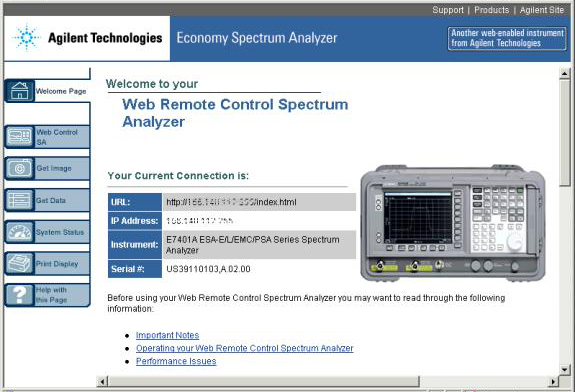 Support | Products | Agilent Site
Agilent Technologies
Economy Spectrum Analyzer
Another web-enabled instrument
from Agilent Technologies
Welcome Page
Web Control
SA
Get Image
Get Data
System Status
Print Display
Help with
this Page
Welcome to your
Web Remote Control Spectrum
Analyzer
Your Current Connection is:
URL: http:// /index.html
IP Address:
Instrument: E7401A ESA-E/L/EMC/PSA Series Spectrum
Analyzer
Serial #: US39110103,A.02.00
Before using your Web Remote Control Spectrum Analyzer you may want to read through the following
information:
Important Notes
Operating your Web Remote Control Spectrum Analyzer
Performance Issues